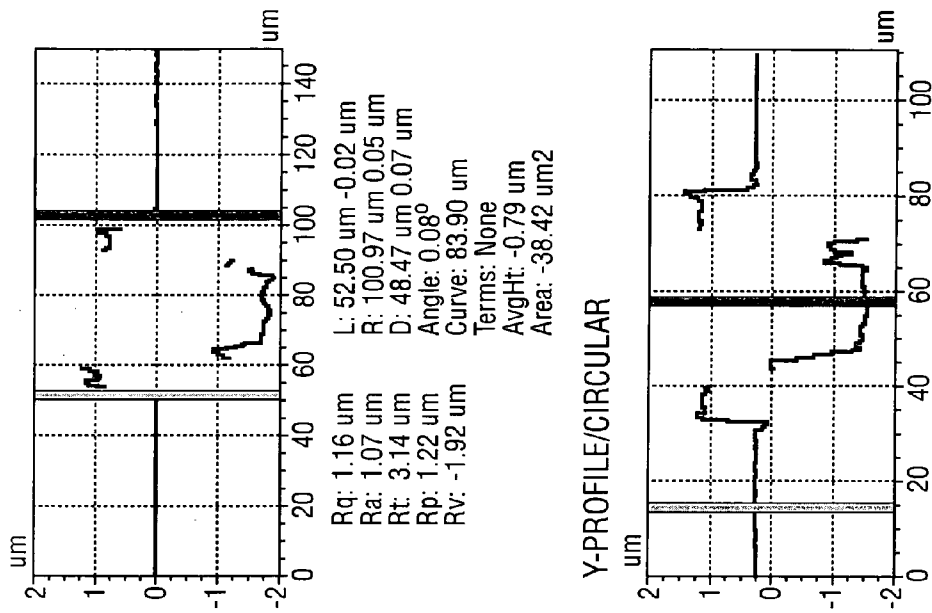 um
2
1
0
-1
-2
0 20 40 60 80 100 120 140
um
Rq: 1.16 um
Ra: 1.07 um
Rt: 3.14 um
Rp: 1.22 um
Rv: -1.92 um
L: 52.50 um -0.02 um
R: 100.97 um 0.05 um
D: 48.47 um 0.07 um
Angle: 0.08°
Curve: 83.90 um
Terms: None
AvgHt: -0.79 um
Area: -38.42 um2
Y-PROFILE/CIRCULAR
um
2
1
0
-1
-2
0 20 40 60 80 100
um